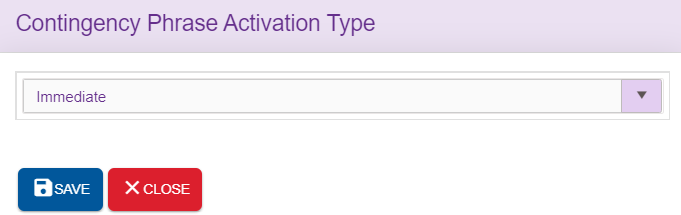 Contingency Phrase Activation Type
Immediate
SAVE CLOSE